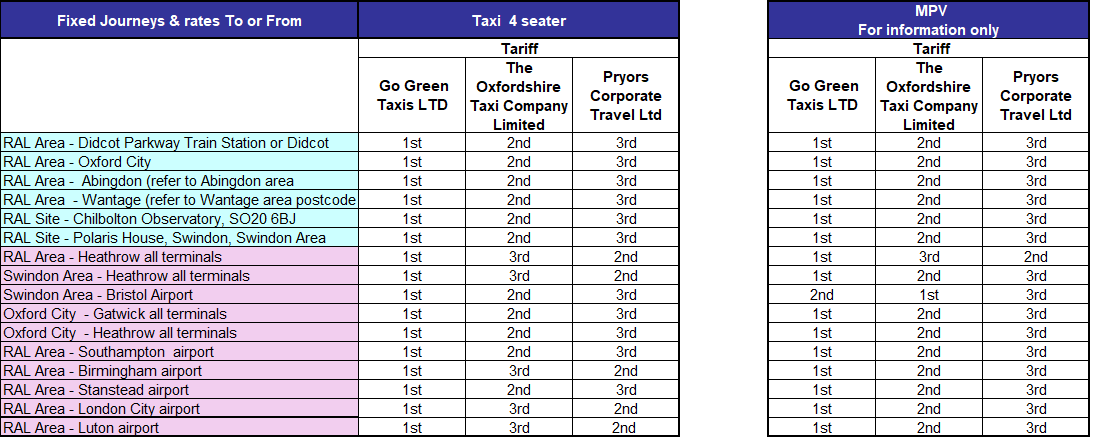 Fixed Journeys & rates To or From Taxi 4 seater MPV
For information only
Tariff Tariff
Go Green Taxis LTD The Oxfordshire Taxi Company Limited Pryors Corporate Travel Ltd Go Green Taxis LTD The Oxfordshire Taxi Company Limited Pryors Corporate Travel Ltd
RAL Area - Didcot Parkway Train Station or Didcot 1st 2nd 3rd 1st 2nd 3rd
RAL Area - Oxford City 1st 2nd 3rd 1st 2nd 3rd
RAL Area - Abingdon (refer to Abingdon area 1st 2nd 3rd 1st 2nd 3rd
RAL Area - Wantage (refer to Wantage area postcode 1st 2nd 3rd 1st 2nd 3rd
RAL Site - Chilbolton Observatory, SO20 6BJ 1st 2nd 3rd 1st 2nd 3rd
RAL Site - Polaris House, Swindon, Swindon Area 1st 2nd 3rd 1st 2nd 3rd
RAL Area - Heathrow all terminals 1st 3rd 2nd 1st 3rd 2nd
Swindon Area - Heathrow all terminals 1st 3rd 2nd 1st 2nd 3rd
Swindon Area - Bristol Airport 1st 2nd 3rd 2nd 1st 3rd
Oxford City - Gatwick all terminals 1st 2nd 3rd 1st 2nd 3rd
Oxford City - Heathrow all terminals 1st 2nd 3rd 1st 2nd 3rd
RAL Area - Southampton airport 1st 2nd 3rd 1st 2nd 3rd
RAL Area - Birmingham airport 1st 3rd 2nd 1st 2nd 3rd
RAL Area - Stanstead airport 1st 2nd 3rd 1st 2nd 3rd
RAL Area - London City airport 1st 3rd 2nd 1st 2nd 3rd
RAL Area - Luton airport 1st 3rd 2nd 1st 2nd 3rd